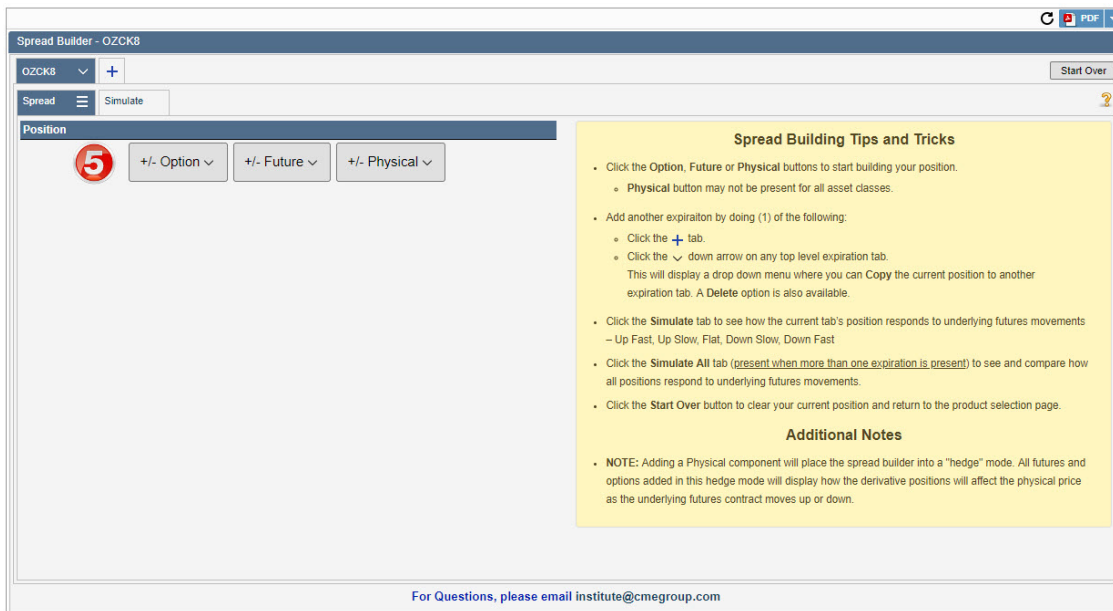 PDF
Spread Builder - OZCK8
OZCK8
+
Start Over
Spread
Simulate
?
Position
5
+/- Option
+/- Future
+/- Physical
Spread Building Tips and Tricks
• Click the Option, Future or Physical buttons to start building your position.
Physical button may not be present for all asset classes.
• Add another expiraiton by doing (1) of the following:
Click the + tab.
Click the down arrow on any top level expiration tab.
This will display a drop down menu where you can Copy the current position to another
expiration tab. A Delete option is also available.
• Click the Simulate tab to see how the current tab's position responds to underlying futures movements
– Up Fast, Up Slow, Flat, Down Slow, Down Fast
• Click the Simulate All tab (present when more than one expiration is present) to see and compare how
all positions respond to underlying futures movements.
• Click the Start Over button to clear your current position and return to the product selection page.
Additional Notes
• NOTE: Adding a Physical component will place the spread builder into a "hedge" mode. All futures and
options added in this hedge mode will display how the derivative positions will affect the physical price
as the underlying futures contract moves up or down.
For Questions, please email institute@cmegroup.com